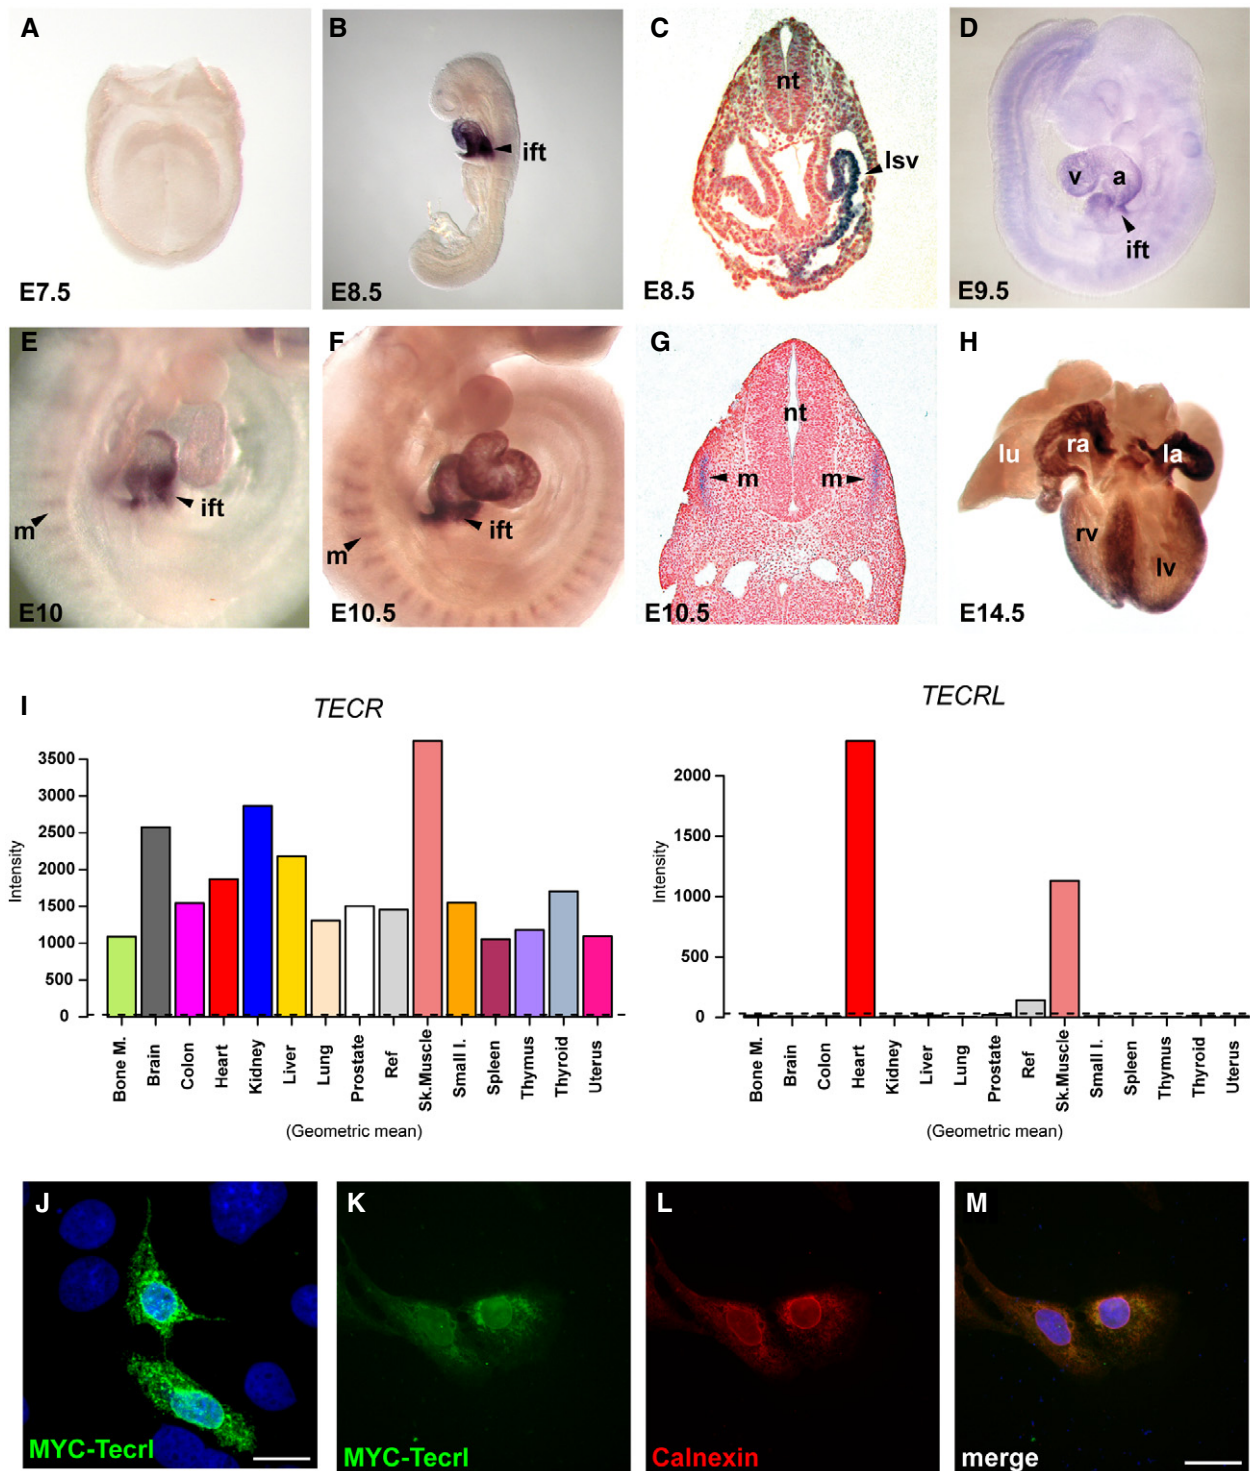 A
B
C
D
nt
lsv
ift
v
a
ift
E7.5
E8.5
E8.5
E9.5
E
F
G
H
nt
m
m
lu
ra
la
rv
lv
ift
m
ift
m
E10
E10.5
E10.5
E14.5
I
TECR
TECRL
Intensity
3500
3000
2500
2000
1500
1000
500
0
Bone M.
Brain
Colon
Heart
Kidney
Liver
Lung
Prostate
Ref
Sk.Muscle
Small I.
Spleen
Thymus
Thyroid
Uterus
(Geometric mean)
Intensity
2000
1500
1000
500
0
Bone M.
Brain
Colon
Heart
Kidney
Liver
Lung
Prostate
Ref
Sk.Muscle
Small I.
Spleen
Thymus
Thyroid
Uterus
(Geometric mean)
J
K
L
M
MYC-Tecrl
MYC-Tecrl
Calnexin
merge